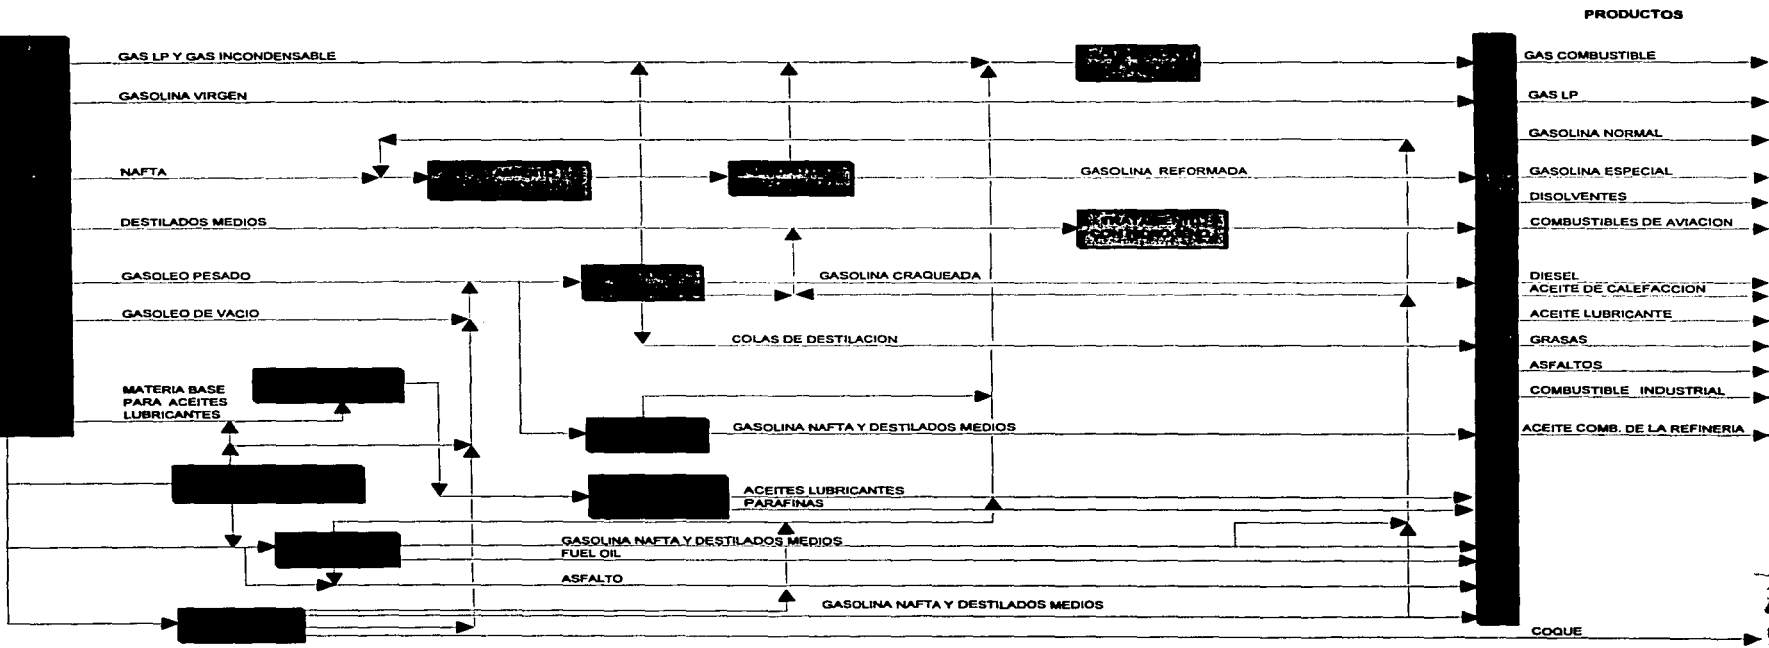 PRODUCTOS
GAS LP Y GAS INCONDENSABLE
GAS COMBUSTIBLE
GASOLINA VIRGEN
GAS LP
GASOLINA NORMAL
NAFTA
GASOLINA REFORMADA
GASOLINA ESPECIAL
DISOLVENTES
DESTILADOS MEDIOS
TRATAMIENTO
CON HIDROGENO
COMBUSTIBLES DE AVIACION
GASOLEO PESADO
GASOLINA CRAQUEADA
DIESEL
ACEITE DE CALEFACCION
GASOLEO DE VACIO
ACEITE LUBRICANTE
COLAS DE DESTILACION
GRASAS
ASFALTOS
MATERIA BASE
PARA ACEITES
LUBRICANTES
COMBUSTIBLE INDUSTRIAL
GASOLINA NAFTA Y DESTILADOS MEDIOS
ACEITE COMB. DE LA REFINERIA
ACEITES LUBRICANTES
PARAFINAS
GASOLINA NAFTA Y DESTILADOS MEDIOS
FUEL OIL
ASFALTO
GASOLINA NAFTA Y DESTILADOS MEDIOS
COQUE